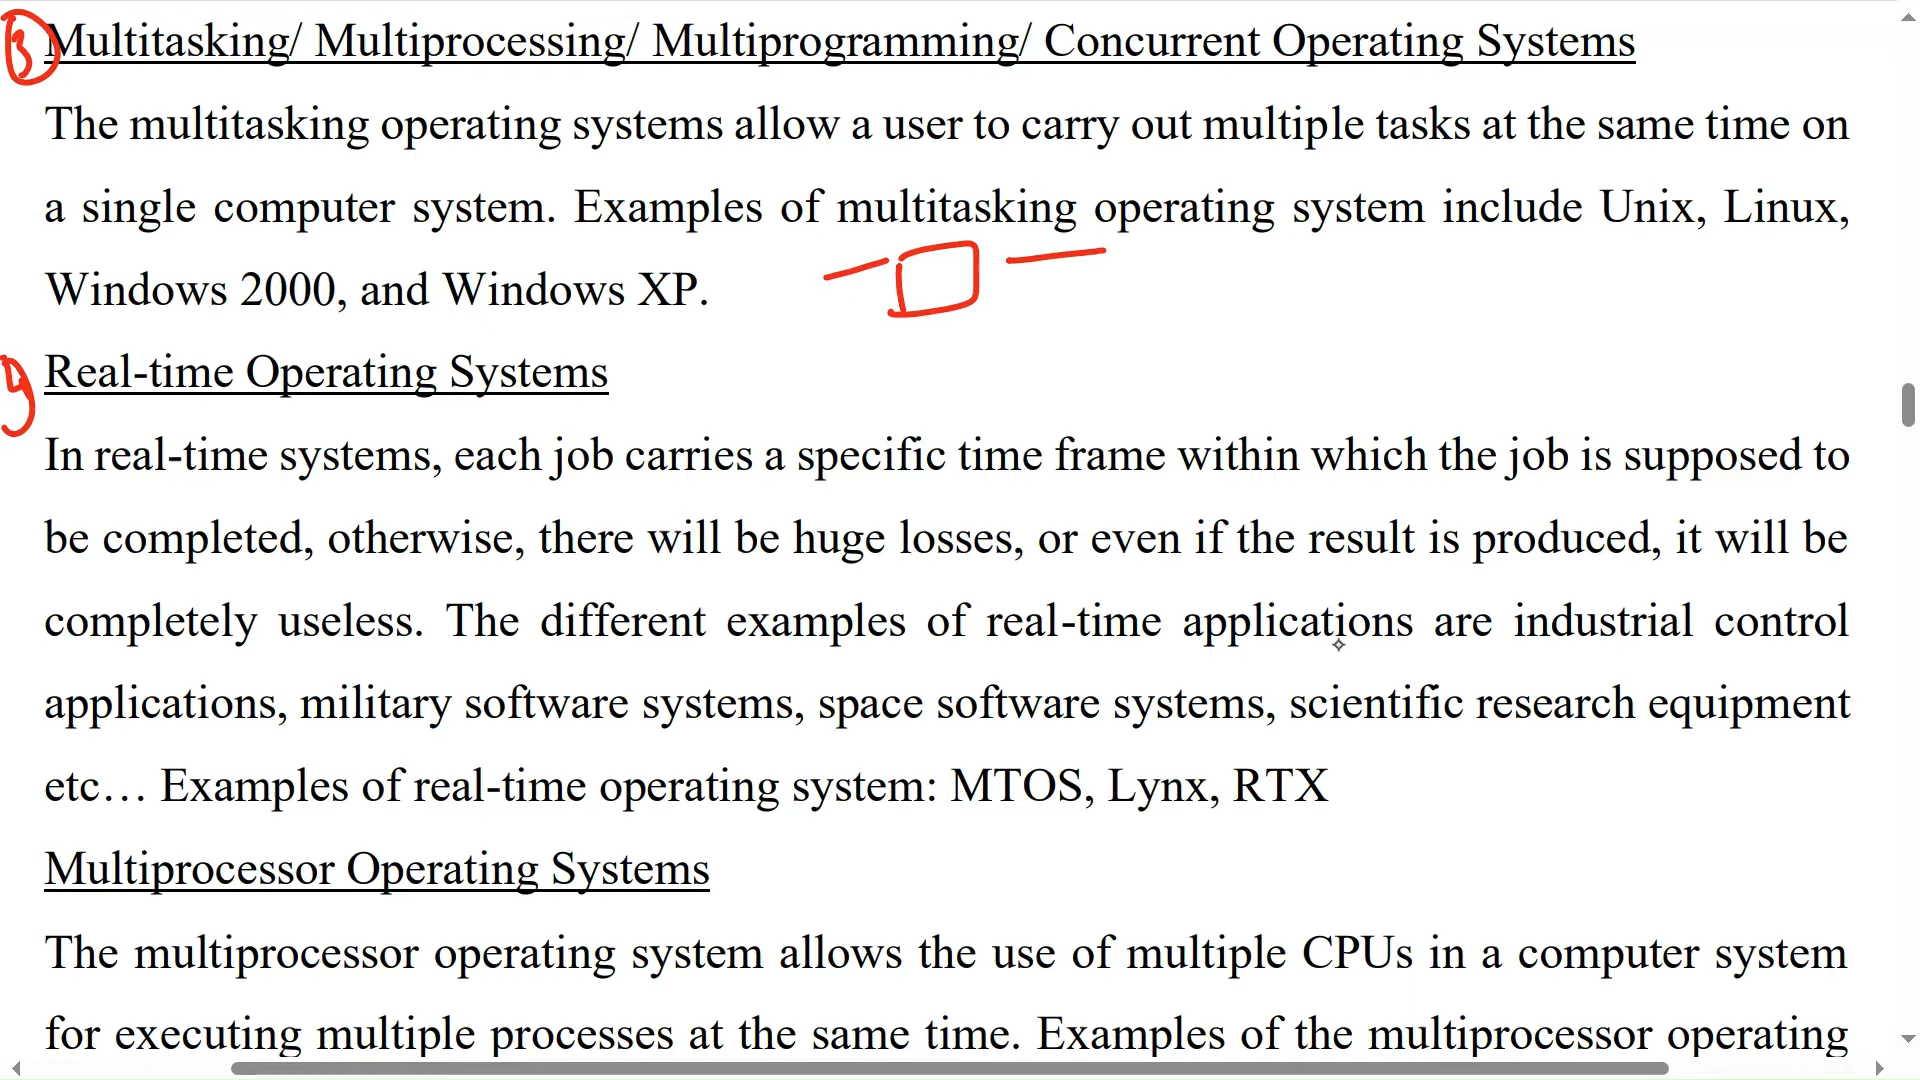 3 Multitasking/ Multiprocessing/ Multiprogramming/ Concurrent Operating Systems
The multitasking operating systems allow a user to carry out multiple tasks at the same time on
a single computer system. Examples of multitasking operating system include Unix, Linux,
Windows 2000, and Windows XP.
4 Real-time Operating Systems
In real-time systems, each job carries a specific time frame within which the job is supposed to
be completed, otherwise, there will be huge losses, or even if the result is produced, it will be
completely useless. The different examples of real-time applications are industrial control
applications, military software systems, space software systems, scientific research equipment
etc… Examples of real-time operating system: MTOS, Lynx, RTX
Multiprocessor Operating Systems
The multiprocessor operating system allows the use of multiple CPUs in a computer system
for executing multiple processes at the same time. Examples of the multiprocessor operating